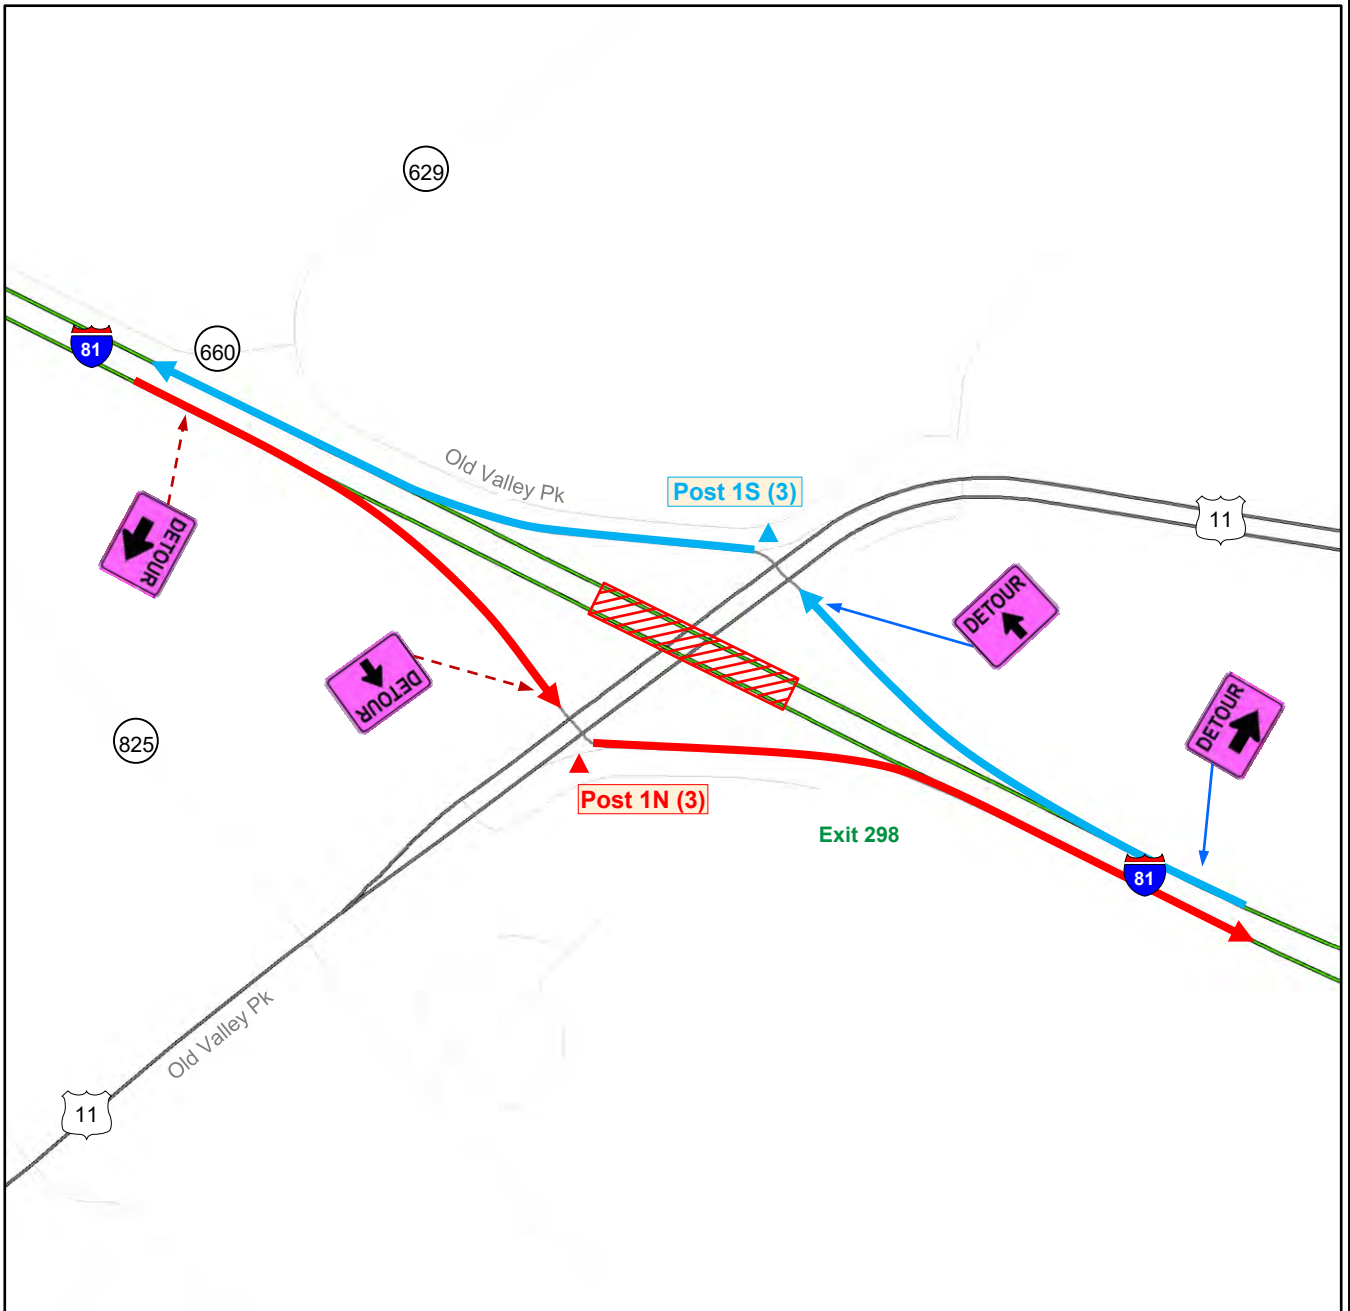 629
81
660
Old Valley Pk
Post 1S (3)
11
DETOUR
DETOUR
DETOUR
DETOUR
825
Post 1N (3)
Exit 298
81
Old Valley Pk
11